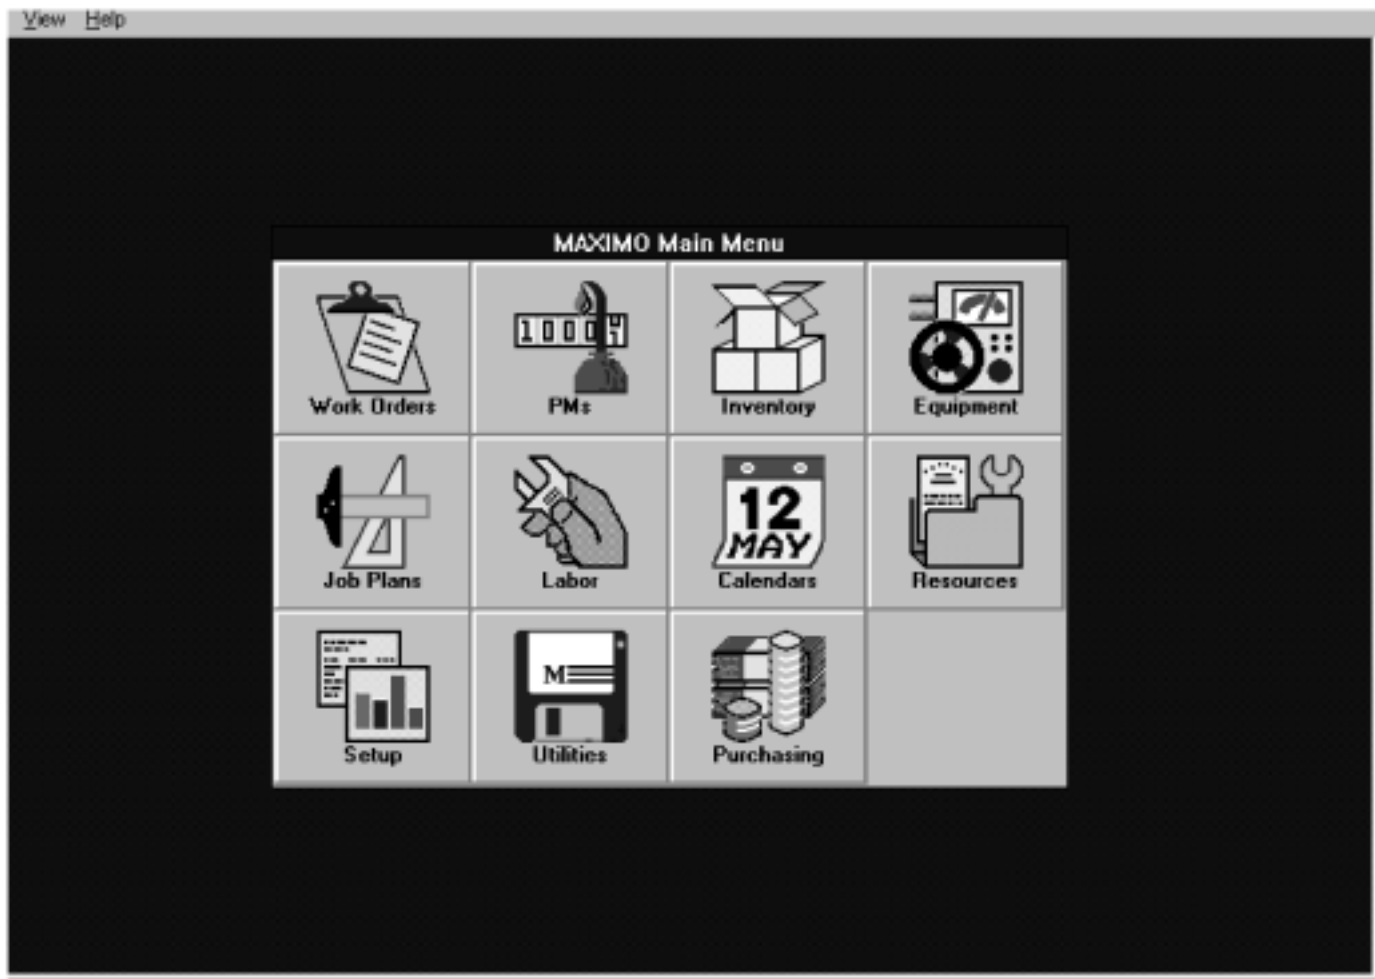 View Help
MAXIMO Main Menu
Work Orders PMs Inventory Equipment
12
MAY
Job Plans Labor Calendars Resources
M
Setup Utilities Purchasing